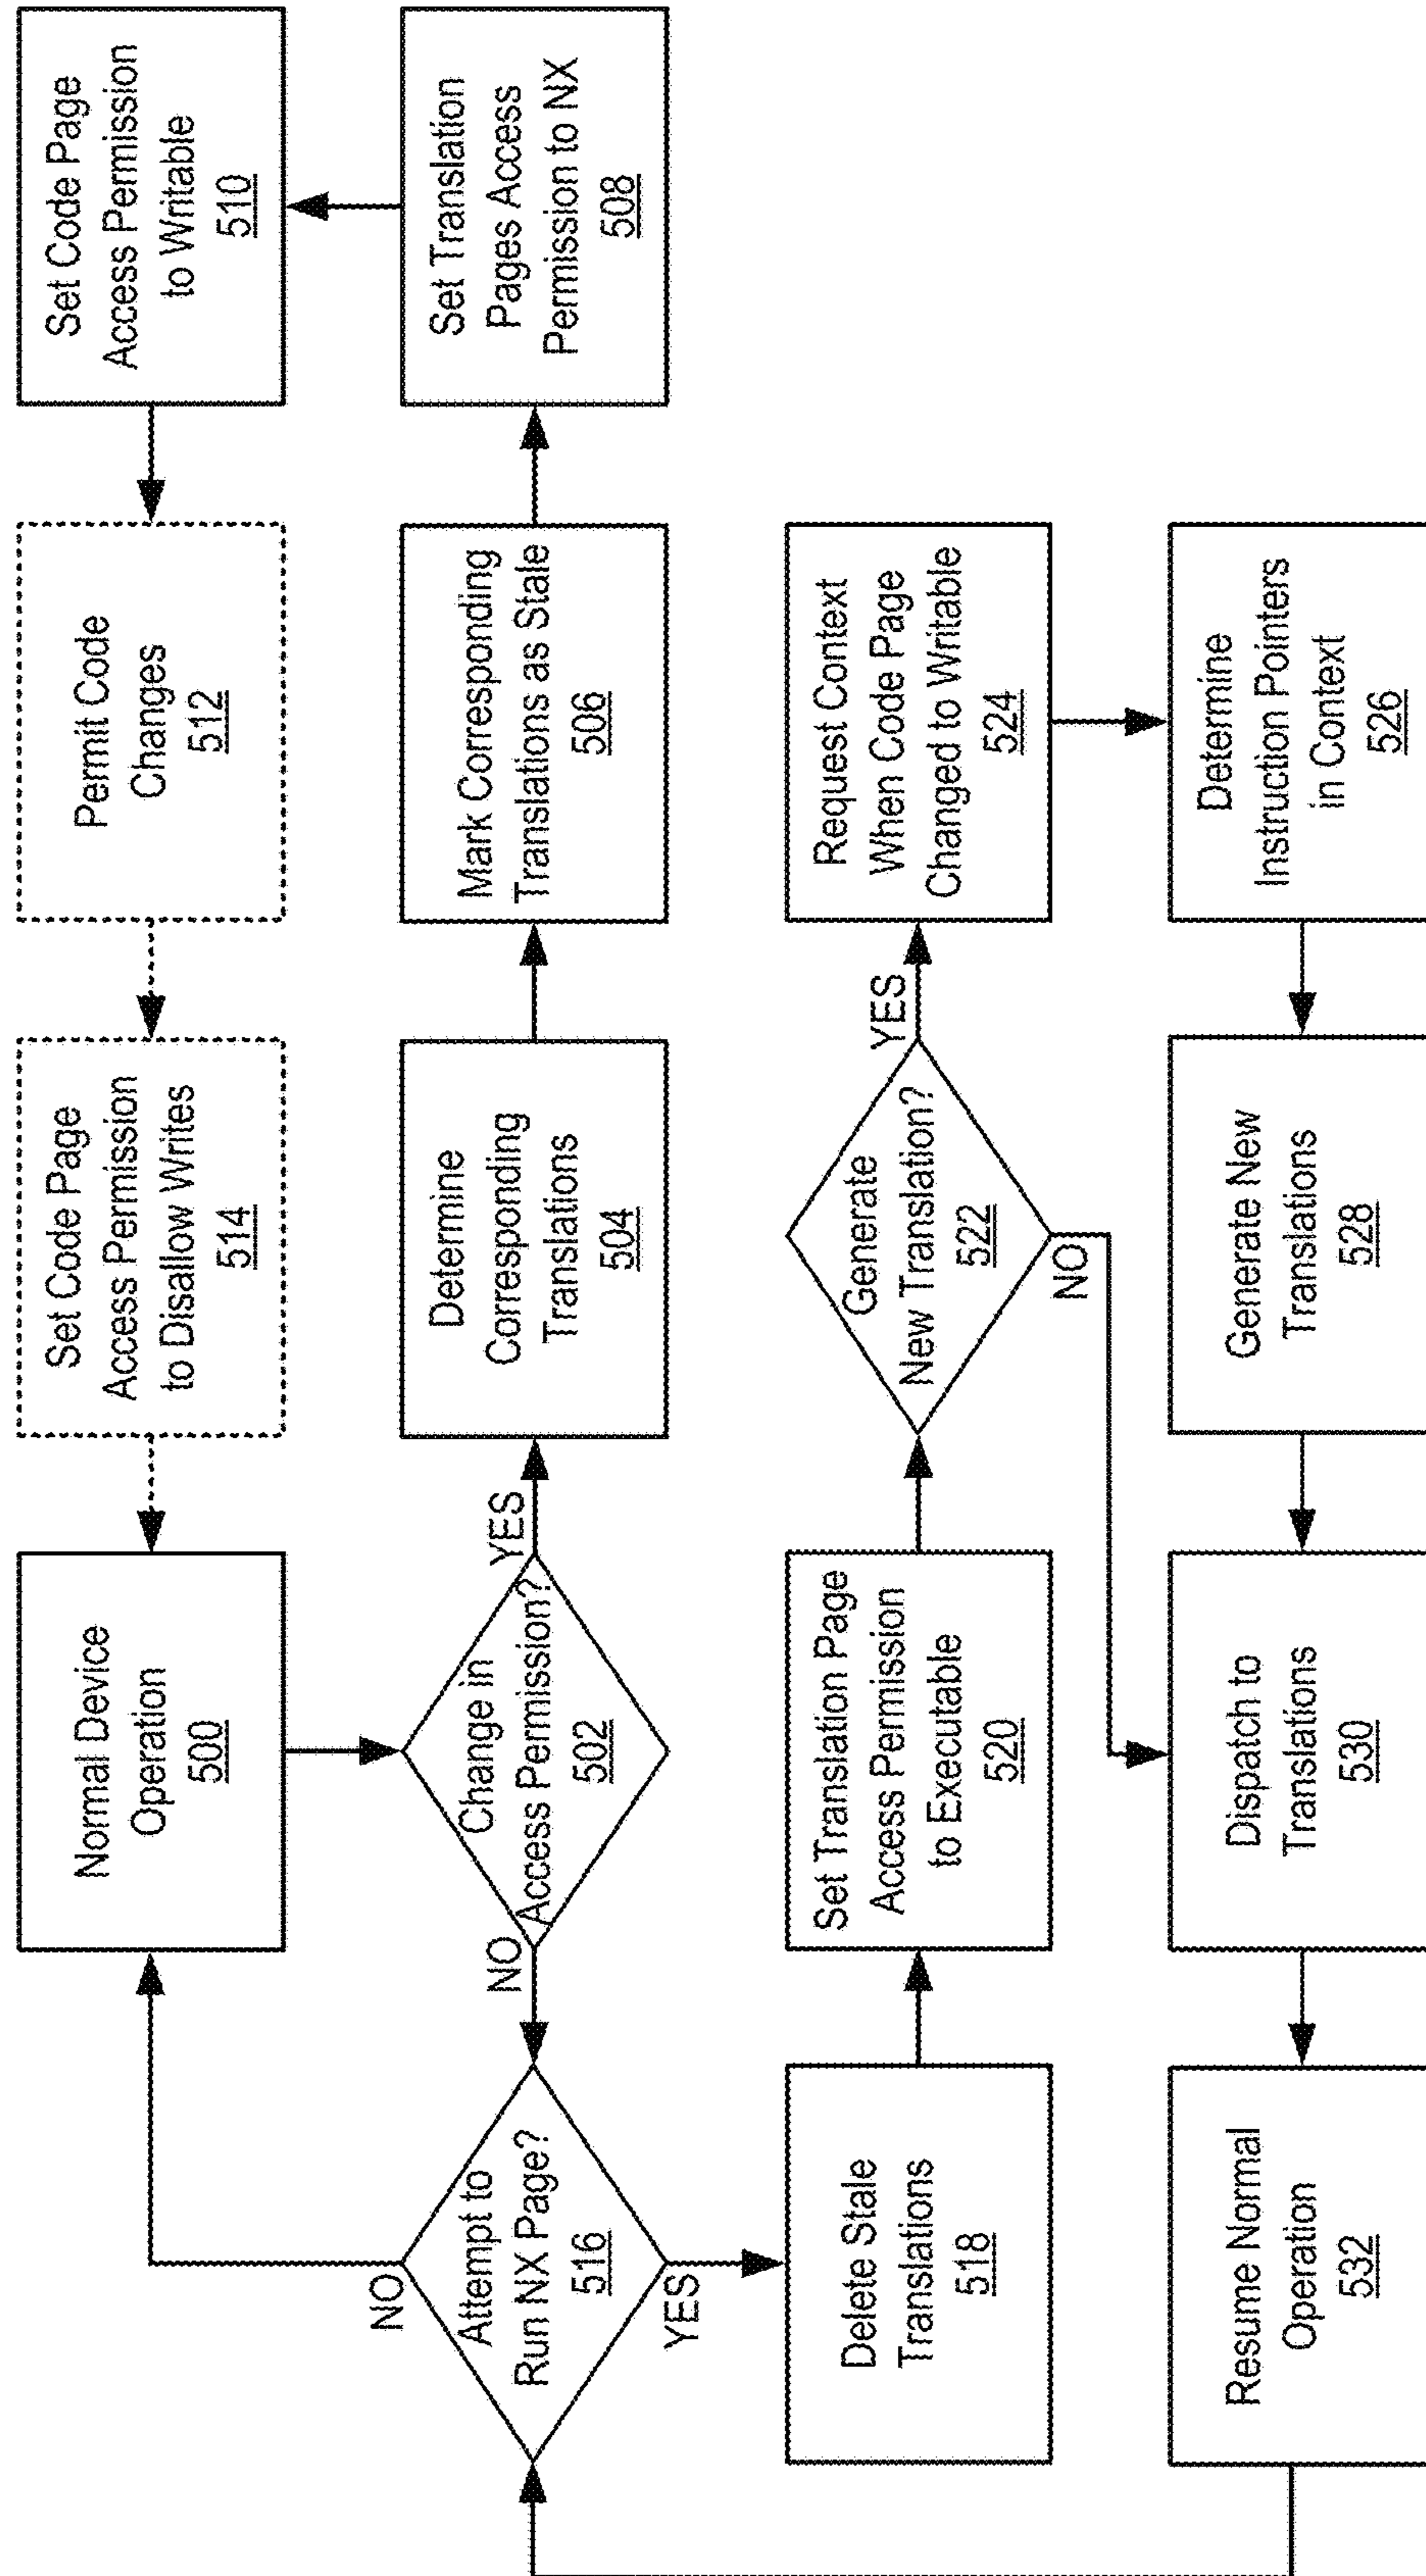 Normal Device
Operation
500
Change in
Access Permission?
502
YES
NO
Determine
Corresponding
Translations
504
Mark Corresponding
Translations as Stale
506
Set Translation
Pages Access
Permission to NX
508
Set Code Page
Access Permission
to Writable
510
Permit Code
Changes
512
Set Code Page
Access Permission
to Disallow Writes
514
Attempt to
Run NX Page?
516
NO
YES
Delete Stale
Translations
518
Set Translation Page
Access Permission
to Executable
520
Generate
New Translation?
522
YES
NO
Request Context
When Code Page
Changed to Writable
524
Determine
Instruction Pointers
in Context
526
Generate New
Translations
528
Dispatch to
Translations
530
Resume Normal
Operation
532